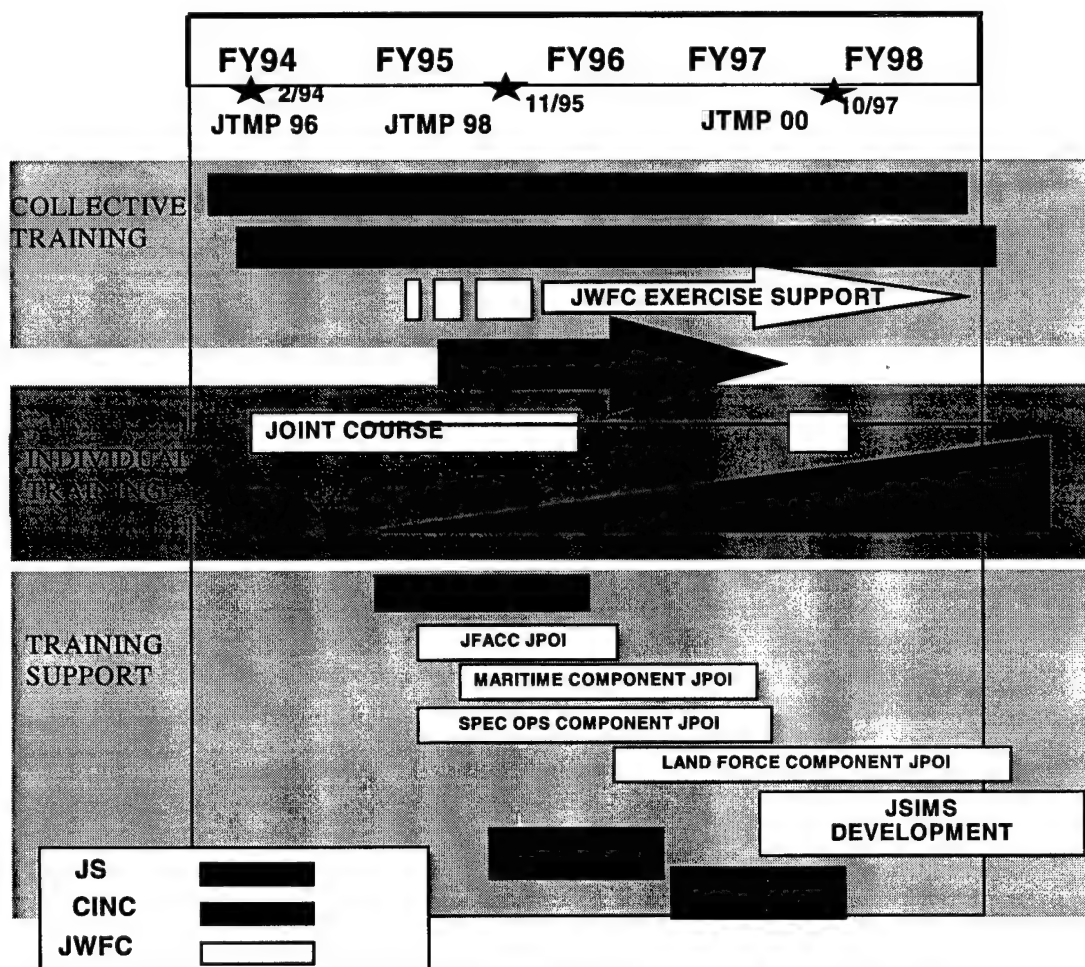 FY94 FY95 FY96 FY97 FY98
2/94 11/95 10/97
JTMP 96 JTMP 98 JTMP 00
COLLECTIVE
TRAINING
JWFC EXERCISE SUPPORT
JOINT COURSE
INDIVIDUAL
TRAINING
JFACC JPOI
TRAINING
SUPPORT
MARITIME COMPONENT JPOI
SPEC OPS COMPONENT JPOI
LAND FORCE COMPONENT JPOI
JSIMS
DEVELOPMENT
JS
CINC
JWFC